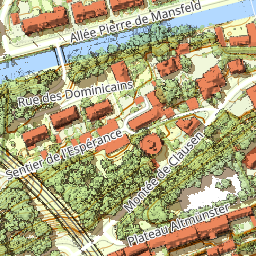 Allée Pierre de Mansfeld
Rue des Dominicains
Sentier de l'Espérance
Montée de Clausen
Plateau Altmunster